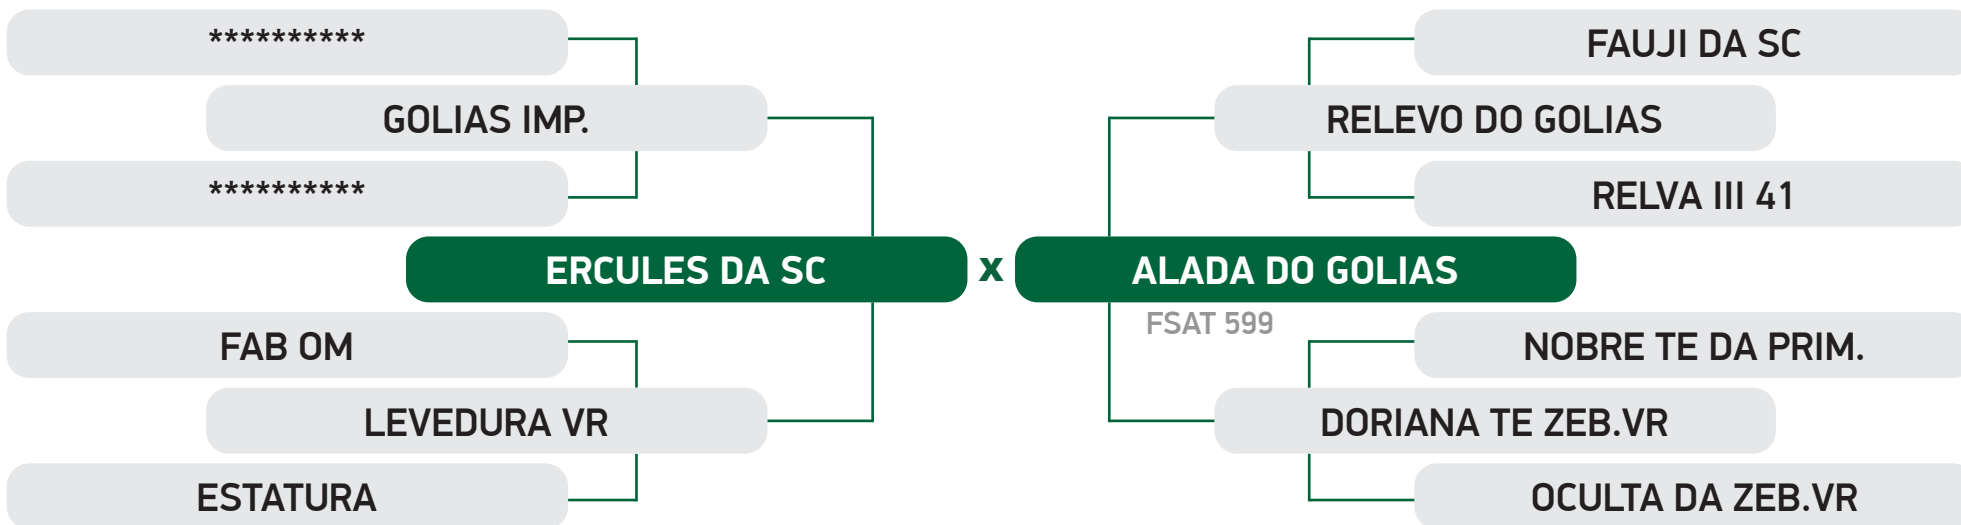 **********
FAUJI DA SC
GOLIAS IMP.
RELEVO DO GOLIAS
**********
RELVA III 41
ERCULES DA SC
x
ALADA DO GOLIAS
FSAT 599
FAB OM
NOBRE TE DA PRIM.
LEVEDURA VR
DORIANA TE ZEB.VR
ESTATURA
OCULTA DA ZEB.VR